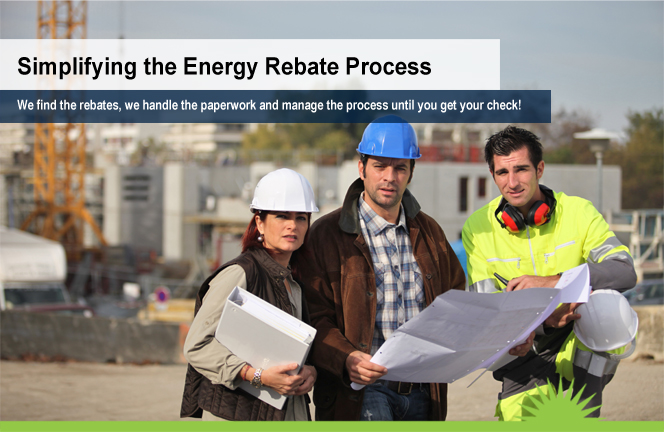 Simplifying the Energy Rebate Process
We find the rebates, we handle the paperwork and manage the process until you get your check!